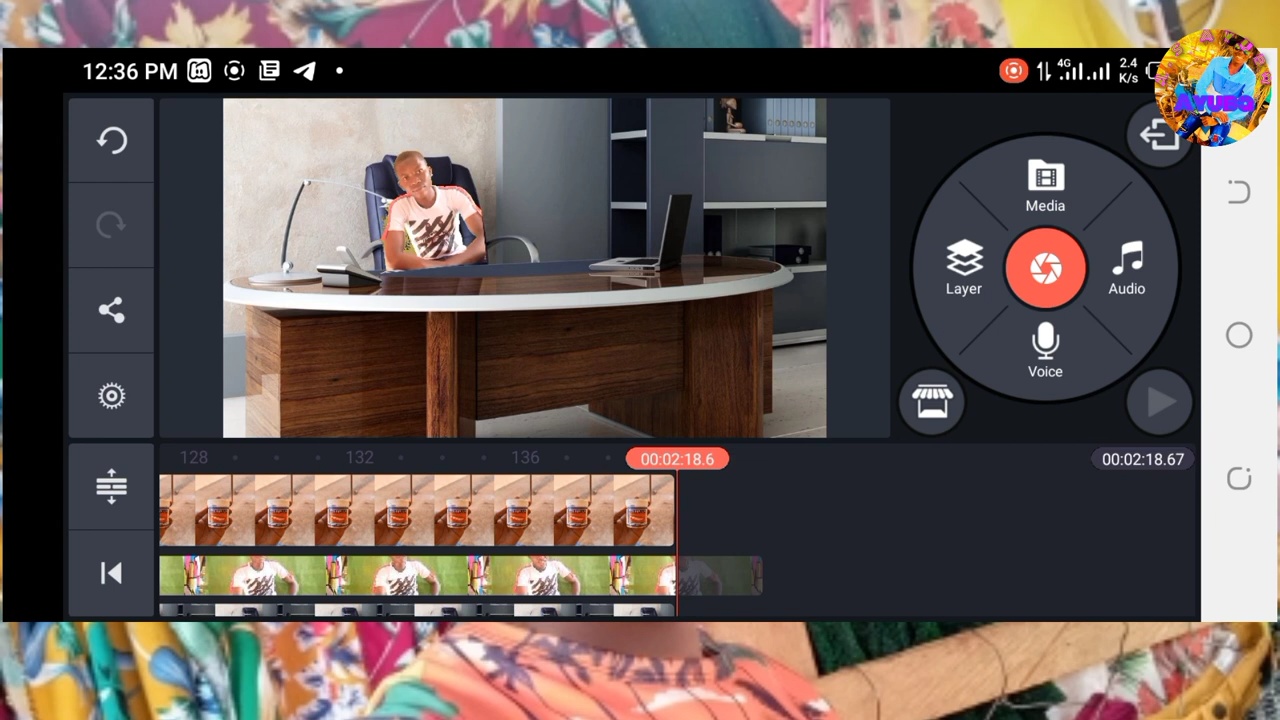 12:36 PM
4G
2.4
K/s
AYUBO
Media
Layer
Audio
Voice
128
132
136
00:02:18.6
00:02:18.67